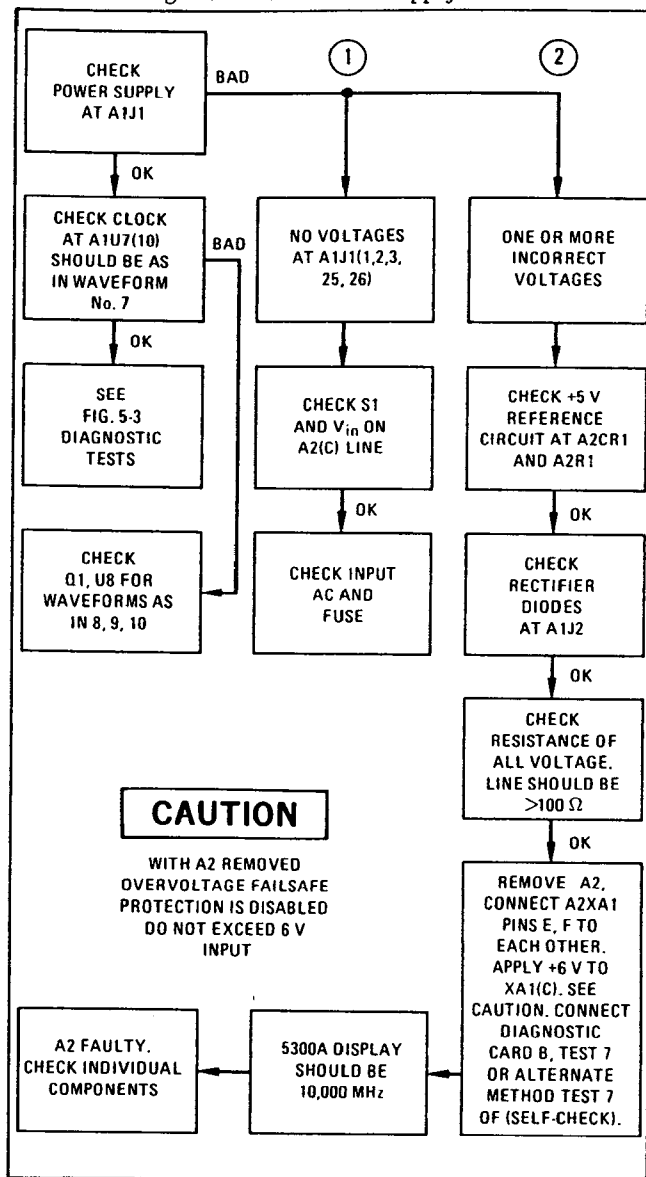 CHECK
POWER SUPPLY
AT A1J1
BAD
1
2
OK
CHECK CLOCK
AT A1U7(10)
SHOULD BE AS
IN WAVEFORM
No. 7
BAD
NO VOLTAGES
AT A1J1(1,2,3,
25, 26)
ONE OR MORE
INCORRECT
VOLTAGES
OK
SEE
FIG. 5-3
DIAGNOSTIC
TESTS
CHECK S1
AND Vin ON
A2(C) LINE
CHECK +5 V
REFERENCE
CIRCUIT AT A2CR1
AND A2R1
OK
OK
CHECK
Q1, U8 FOR
WAVEFORMS AS
IN 8, 9, 10
CHECK INPUT
AC AND
FUSE
CHECK
RECTIFIER
DIODES
AT A1J2
OK
CHECK
RESISTANCE OF
ALL VOLTAGE.
LINE SHOULD BE
>100 Ω
OK
CAUTION
WITH A2 REMOVED
OVERVOLTAGE FAILSAFE
PROTECTION IS DISABLED
DO NOT EXCEED 6 V
INPUT
REMOVE A2,
CONNECT A2XA1
PINS E, F TO
EACH OTHER.
APPLY +6 V TO
XA1(C). SEE
CAUTION. CONNECT
DIAGNOSTIC
CARD B, TEST 7
OR ALTERNATE
METHOD TEST 7
OF (SELF-CHECK).
5300A DISPLAY
SHOULD BE
10,000 MHz
A2 FAULTY.
CHECK INDIVIDUAL
COMPONENTS